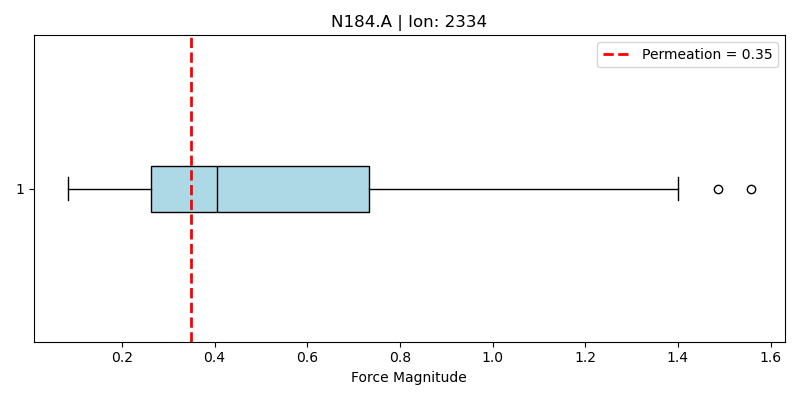 N184.A | Ion: 2334
Permeation = 0.35
1
0.2 0.4 0.6 0.8 1.0 1.2 1.4 1.6
Force Magnitude